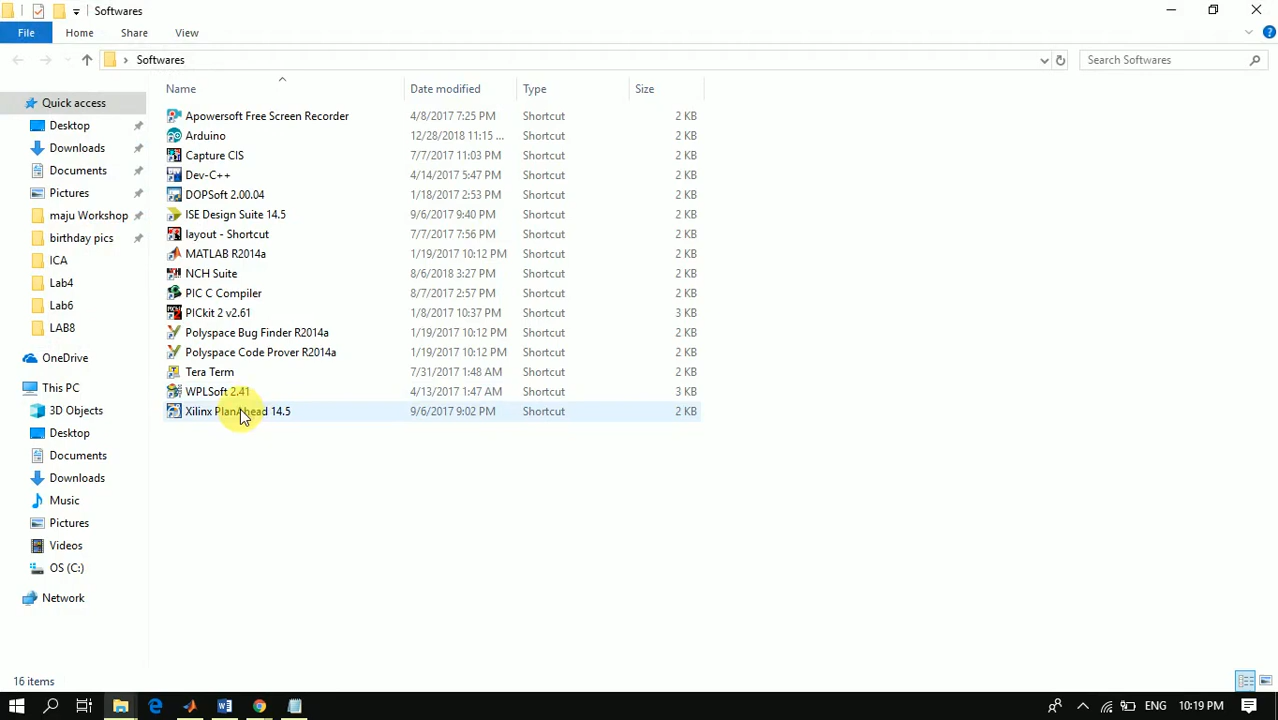 Softwares
File Home Share View
Softwares Search Softwares
Name Date modified Type Size
Quick access
Desktop
Downloads
Documents
Pictures
maju Workshop
birthday pics
ICA
Lab4
Lab6
LAB8
OneDrive
This PC
3D Objects
Desktop
Documents
Downloads
Music
Pictures
Videos
OS (C:)
Network
Apowersoft Free Screen Recorder 4/8/2017 7:25 PM Shortcut 2 KB
Arduino 12/28/2018 11:15 ... Shortcut 2 KB
Capture CIS 7/7/2017 11:03 PM Shortcut 2 KB
Dev-C++ 4/14/2017 5:47 PM Shortcut 2 KB
DOPSoft 2.00.04 1/18/2017 2:53 PM Shortcut 2 KB
ISE Design Suite 14.5 9/6/2017 9:40 PM Shortcut 2 KB
layout - Shortcut 7/7/2017 7:56 PM Shortcut 2 KB
MATLAB R2014a 1/19/2017 10:12 PM Shortcut 2 KB
NCH Suite 8/6/2018 3:27 PM Shortcut 2 KB
PIC C Compiler 8/7/2017 2:57 PM Shortcut 2 KB
PICkit 2 v2.61 1/8/2017 10:37 PM Shortcut 3 KB
Polyspace Bug Finder R2014a 1/19/2017 10:12 PM Shortcut 2 KB
Polyspace Code Prover R2014a 1/19/2017 10:12 PM Shortcut 2 KB
Tera Term 7/31/2017 1:48 AM Shortcut 2 KB
WPLSoft 2.41 4/13/2017 1:47 AM Shortcut 3 KB
Xilinx PlanAhead 14.5 9/6/2017 9:02 PM Shortcut 2 KB
16 items
ENG 10:19 PM